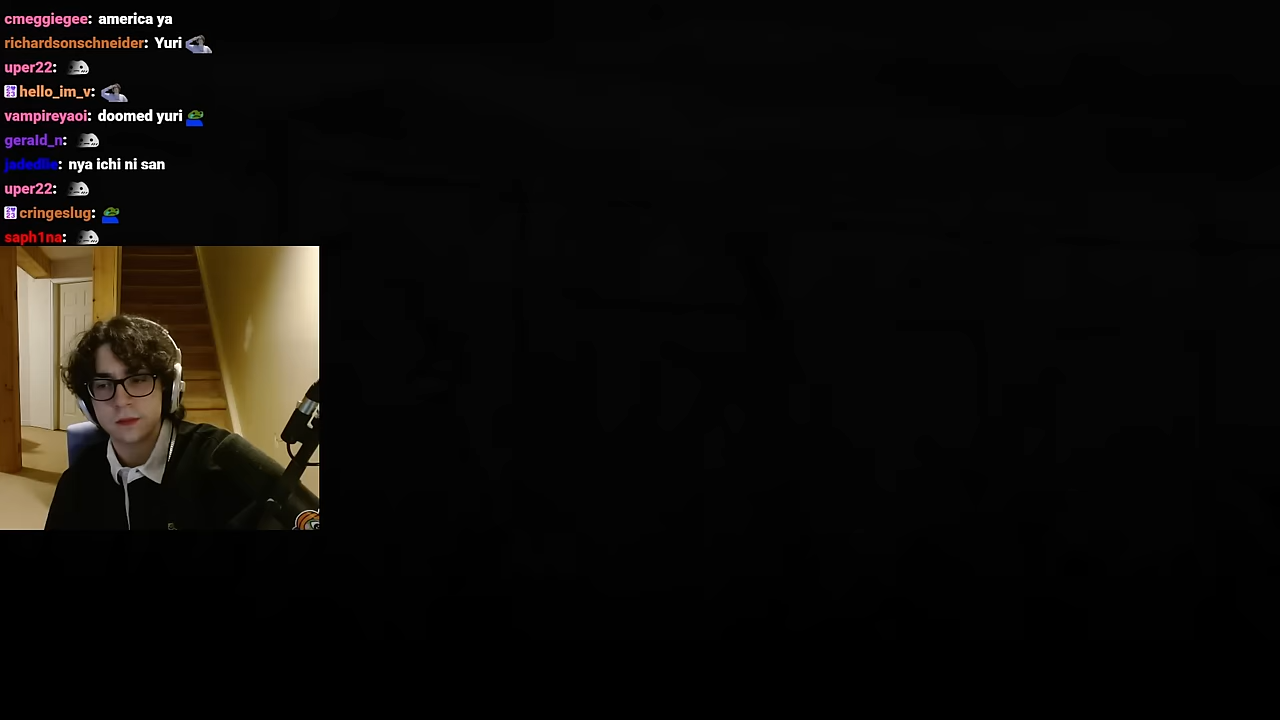 cmeggiegee: america ya
richardsonschneider: Yuri
uper22:
hello_im_v:
vampireyaoi: doomed yuri
gerald_n:
jadedlie: nya ichi ni san
uper22:
cringeslug:
saph1na: